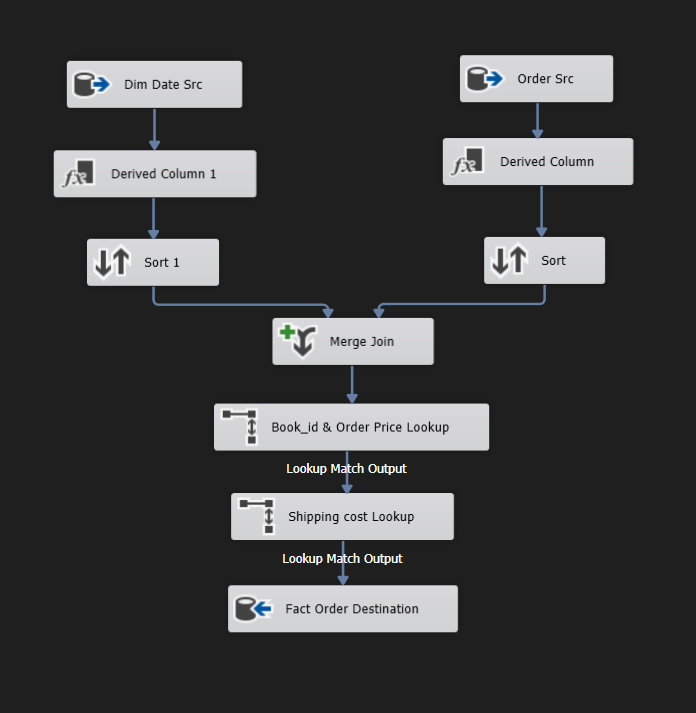 Dim Date Src
Order Src
Derived Column 1
Derived Column
Sort 1
Sort
Merge Join
Book_id & Order Price Lookup
Lookup Match Output
Shipping cost Lookup
Lookup Match Output
Fact Order Destination